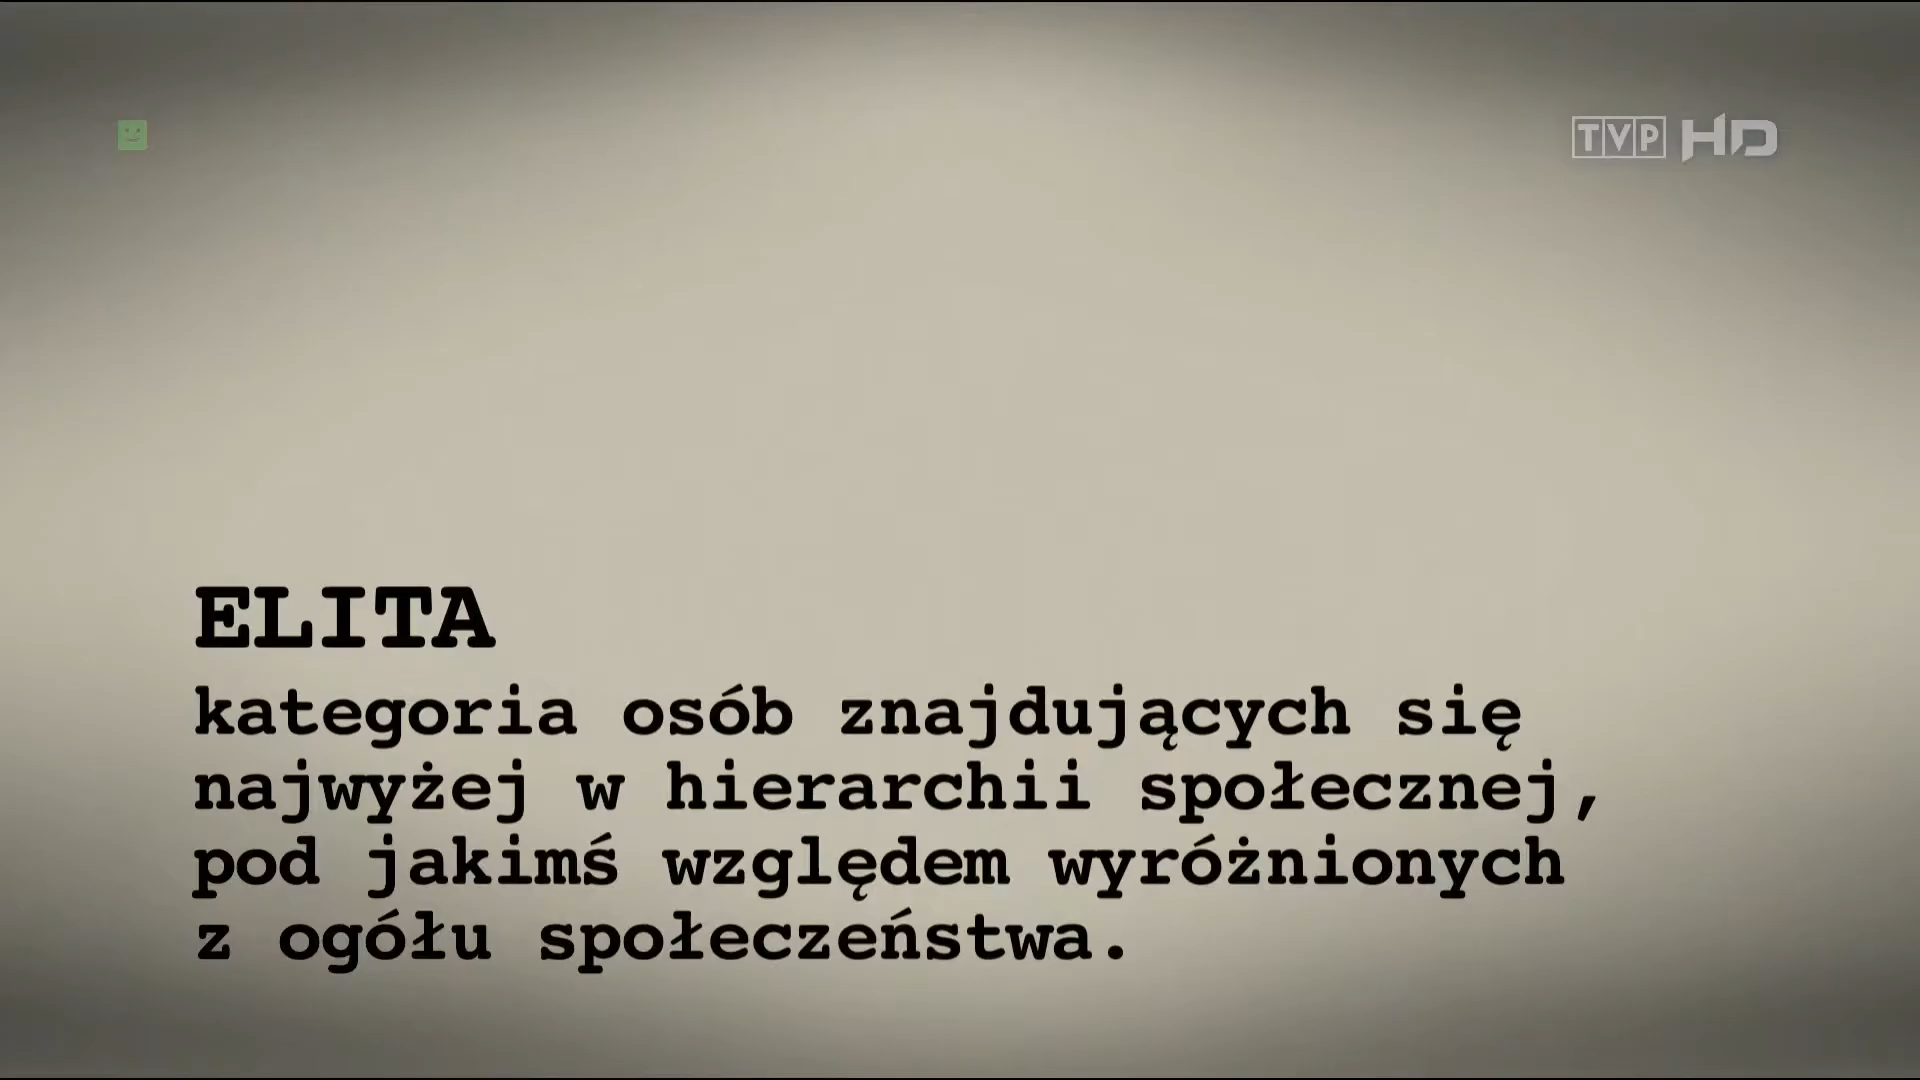 TVP HD
ELITA
kategoria osób znajdujących się
najwyżej w hierarchii społecznej,
pod jakimś względem wyróżnionych
z ogółu społeczeństwa.